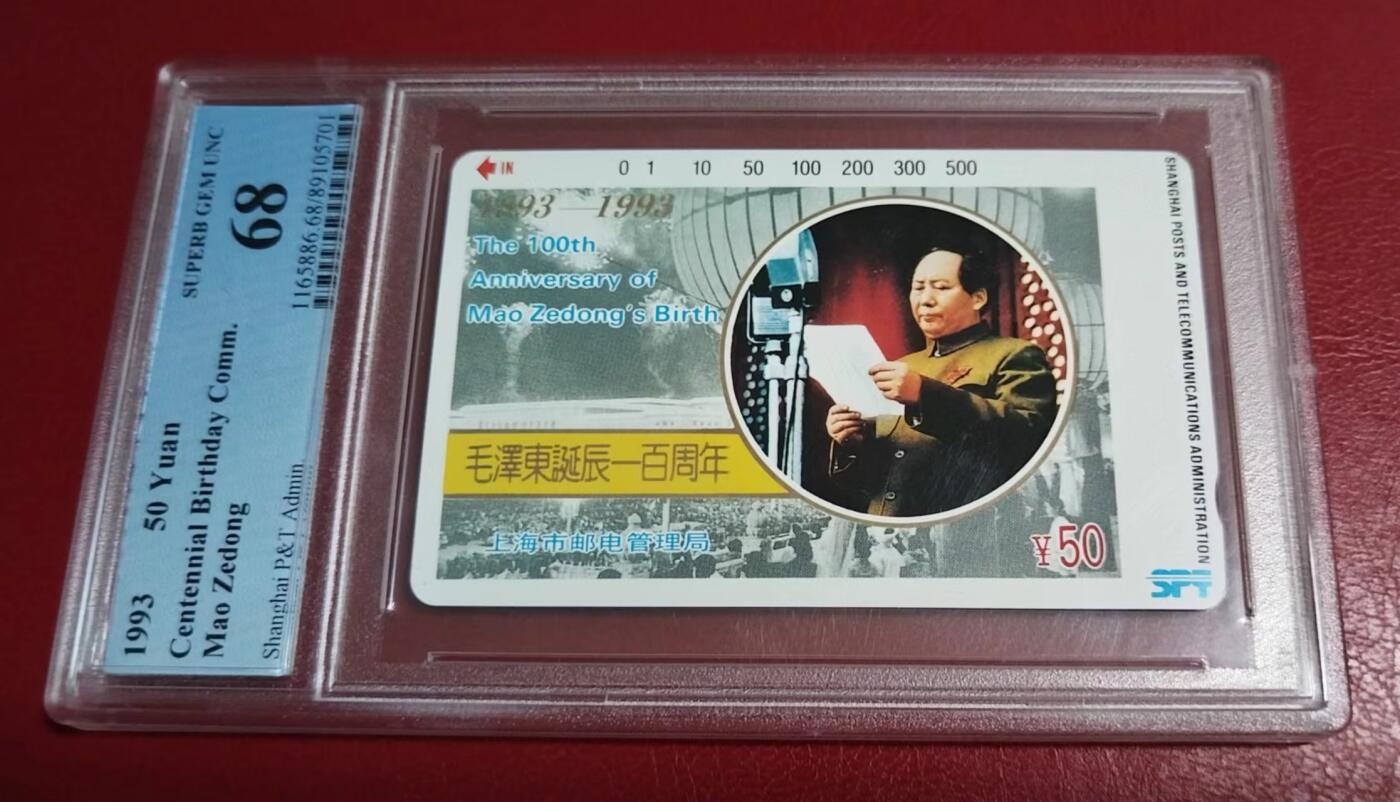 1993 50 Yuan
Centennial Birthday Comm.
Mao Zedong
Shanghai P&T Admin
SUPERB GEM UNC
68
1165886.68/89105701
IN 0 1 10 50 100 200 300 500
1893—1993
The 100th
Anniversary of
Mao Zedong's Birth
毛澤東誕辰一百周年
上海市邮电管理局
¥50
SHANGHAI POSTS AND TELECOMMUNICATIONS ADMINISTRATION
SPT